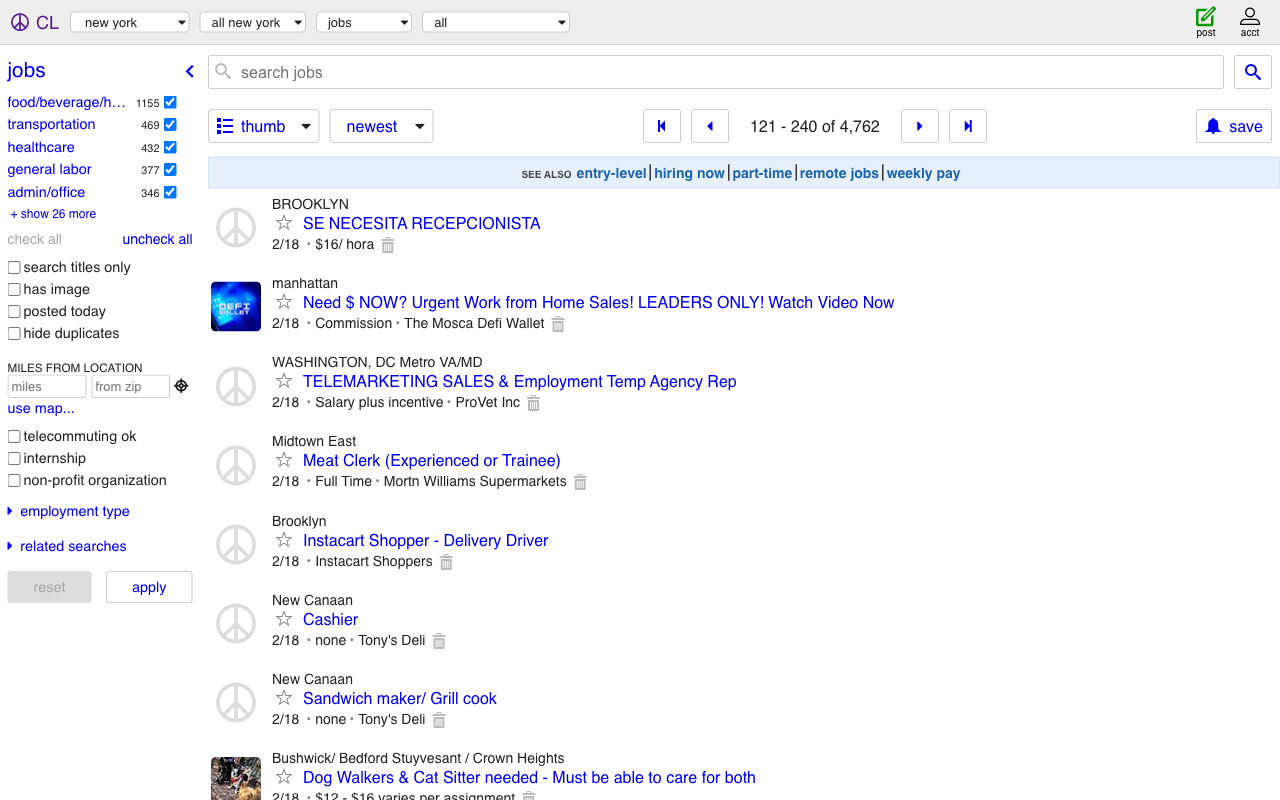 CL
new york
all new york
jobs
all
post
acct
jobs
food/beverage/h... 1155
transportation 469
healthcare 432
general labor 377
admin/office 346
+ show 26 more
check all uncheck all
search titles only
has image
posted today
hide duplicates
MILES FROM LOCATION
miles from zip
use map...
telecommuting ok
internship
non-profit organization
employment type
related searches
reset apply
search jobs
thumb newest 121 - 240 of 4,762 save
SEE ALSO entry-level|hiring now|part-time|remote jobs|weekly pay
BROOKLYN
SE NECESITA RECEPCIONISTA
2/18 • $16/ hora
manhattan
DEFI
WALLET
Need $ NOW? Urgent Work from Home Sales! LEADERS ONLY! Watch Video Now
2/18 • Commission • The Mosca Defi Wallet
WASHINGTON, DC Metro VA/MD
TELEMARKETING SALES & Employment Temp Agency Rep
2/18 • Salary plus incentive • ProVet Inc
Midtown East
Meat Clerk (Experienced or Trainee)
2/18 • Full Time • Mortn Williams Supermarkets
Brooklyn
Instacart Shopper - Delivery Driver
2/18 • Instacart Shoppers
New Canaan
Cashier
2/18 • none • Tony's Deli
New Canaan
Sandwich maker/ Grill cook
2/18 • none • Tony's Deli
Bushwick/ Bedford Stuyvesant / Crown Heights
Dog Walkers & Cat Sitter needed - Must be able to care for both
2/18 • $12 - $16 varies per assignment